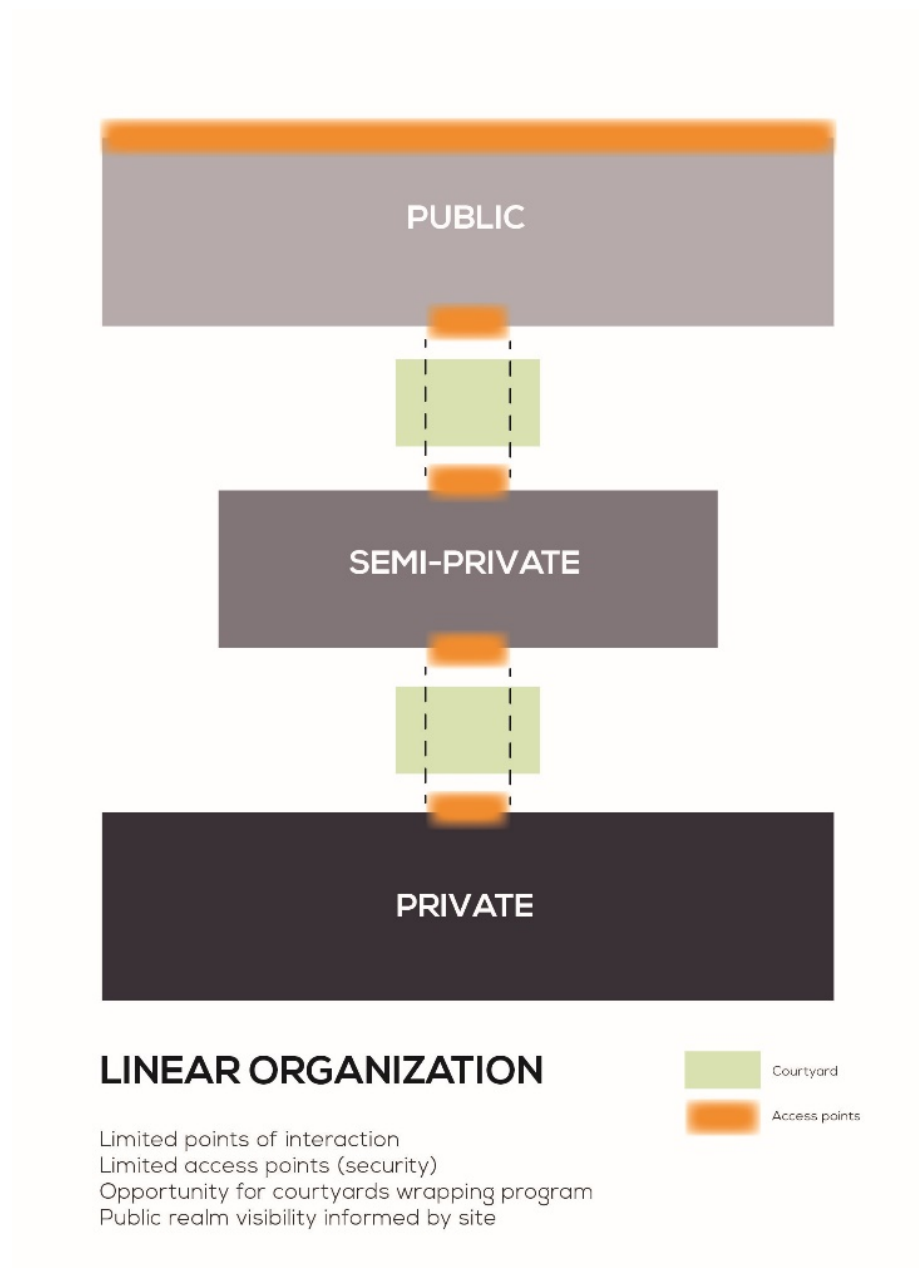 PUBLIC
SEMI-PRIVATE
PRIVATE
LINEAR ORGANIZATION
Courtyard
Access points
Limited points of interaction
Limited access points (security)
Opportunity for courtyards wrapping program
Public realm visibility informed by site